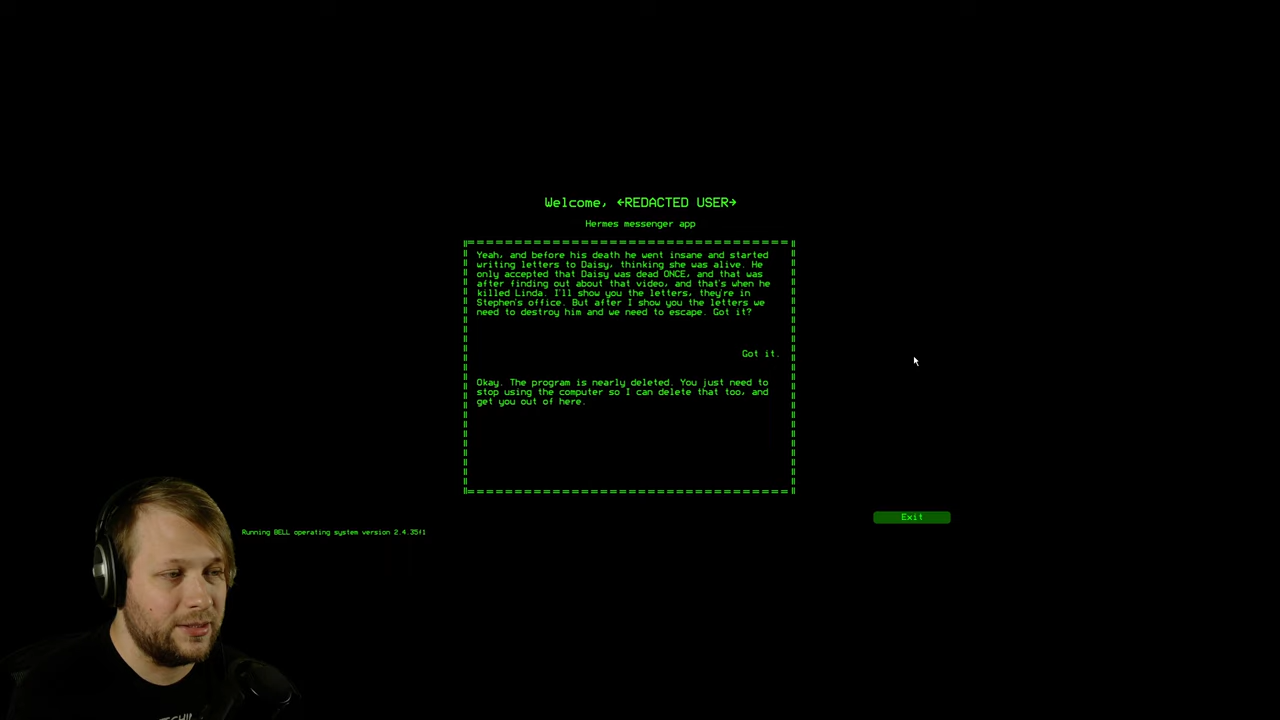 Welcome, ←REDACTED USER→
Hermes messenger app
Yeah, and before his death he went insane and started
writing letters to Daisy, thinking she was alive. He
only accepted that Daisy was dead ONCE, and that was
after finding out about that video, and that's when he
killed Linda. I'll show you the letters, they're in
Stephen's office. But after I show you the letters we
need to destroy him and we need to escape. Got it?
Got it.
Okay. The program is nearly deleted. You just need to
stop using the computer so I can delete that too, and
get you out of here.
Exit
Running BELL operating system version 2.4.35f1